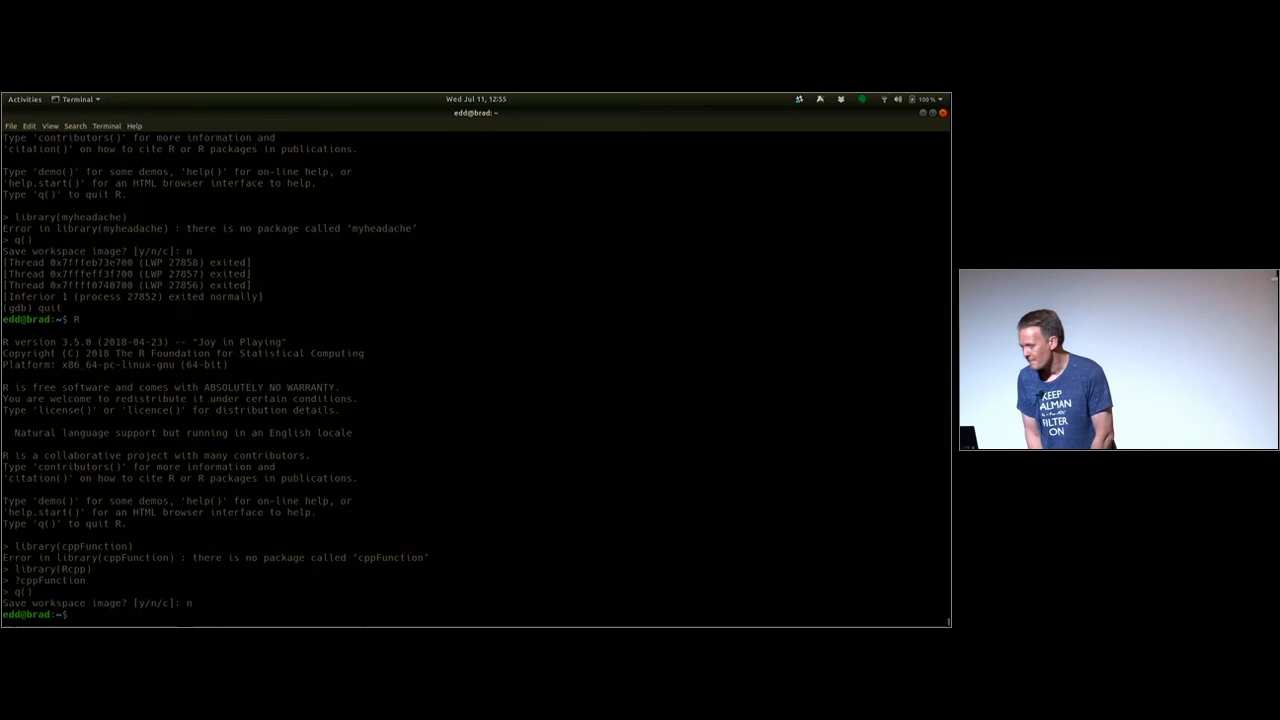 Activities Terminal Wed Jul 11, 12:55 100%
edd@brad: ~
File Edit View Search Terminal Help
Type 'contributors()' for more information and
'citation()' on how to cite R or R packages in publications.
Type 'demo()' for some demos, 'help()' for on-line help, or
'help.start()' for an HTML browser interface to help.
Type 'q()' to quit R.
> library(myheadache)
Error in library(myheadache) : there is no package called ‘myheadache’
> q()
Save workspace image? [y/n/c]: n
[Thread 0x7fffeb73e700 (LWP 27858) exited]
[Thread 0x7fffeff3f700 (LWP 27857) exited]
[Thread 0x7ffff0740700 (LWP 27856) exited]
[Inferior 1 (process 27852) exited normally]
(gdb) quit
edd@brad:~$ R
R version 3.5.0 (2018-04-23) -- "Joy in Playing"
Copyright (C) 2018 The R Foundation for Statistical Computing
Platform: x86_64-pc-linux-gnu (64-bit)
R is free software and comes with ABSOLUTELY NO WARRANTY.
You are welcome to redistribute it under certain conditions.
Type 'license()' or 'licence()' for distribution details.
Natural language support but running in an English locale
R is a collaborative project with many contributors.
Type 'contributors()' for more information and
'citation()' on how to cite R or R packages in publications.
Type 'demo()' for some demos, 'help()' for on-line help, or
'help.start()' for an HTML browser interface to help.
Type 'q()' to quit R.
> library(cppFunction)
Error in library(cppFunction) : there is no package called ‘cppFunction’
> library(Rcpp)
> ?cppFunction
> q()
Save workspace image? [y/n/c]: n
edd@brad:~$
KEEP
ALMAN
FILTER
ON